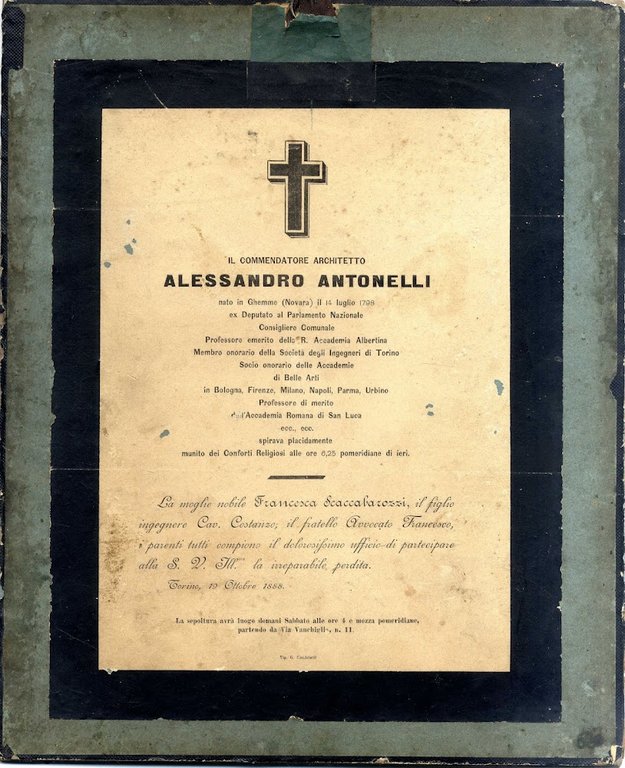 IL COMMENDATORE ARCHITETTO
ALESSANDRO ANTONELLI
nato in Ghemme (Novara) il 14 luglio 1798
ex Deputato al Parlamento Nazionale
Consigliere Comunale
Professore emerito della R. Accademia Albertina
Membro onorario della Società degli Ingegneri di Torino
Socio onorario delle Accademie
di Belle Arti
in Bologna, Firenze, Milano, Napoli, Parma, Urbino
Professore di merito
dell'Accademia Romana di San Luca
ecc., ecc.
spirava placidamente
munito dei Conforti Religiosi alle ore 6,25 pomeridiane di ieri.
La moglie nobile Francesca Scaccabarozzi, il figlio
ingegnere Cav. Costanzo, il fratello Avvocato Francesco,
i parenti tutti compiono il dolorosissimo ufficio di partecipare
alla S. V. Ill.ma la irreparabile perdita.
Torino, 19 Ottobre 1888.
La sepoltura avrà luogo domani Sabbato alle ore 4 e mezza pomeridiane,
partendo da Via Vanchiglia, n. 11.
Tip. G.